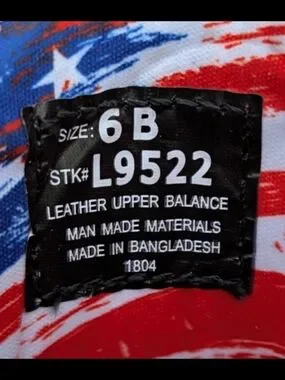 SIZE: 6 B
STK# L9522
LEATHER UPPER BALANCE
MAN MADE MATERIALS
MADE IN BANGLADESH
1804